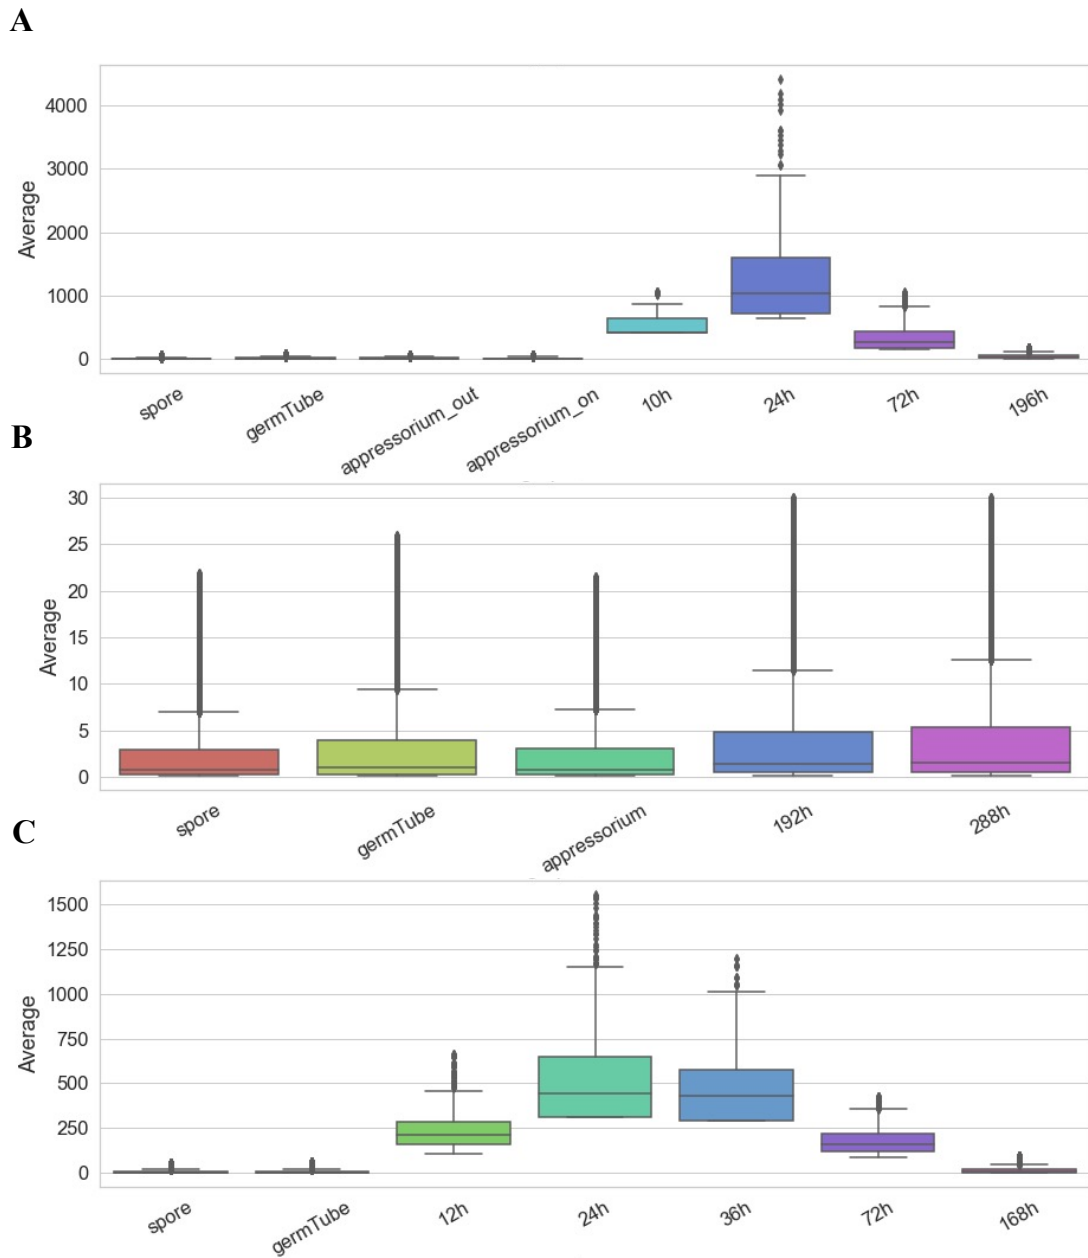 A
4000
3000
2000
1000
0
Average
spore
germTube
appressorium_out
appressorium_on
10h
24h
72h
196h
B
30
25
20
15
10
5
0
Average
spore
germTube
appressorium
192h
288h
C
1500
1250
1000
750
500
250
0
Average
spore
germTube
12h
24h
36h
72h
168h